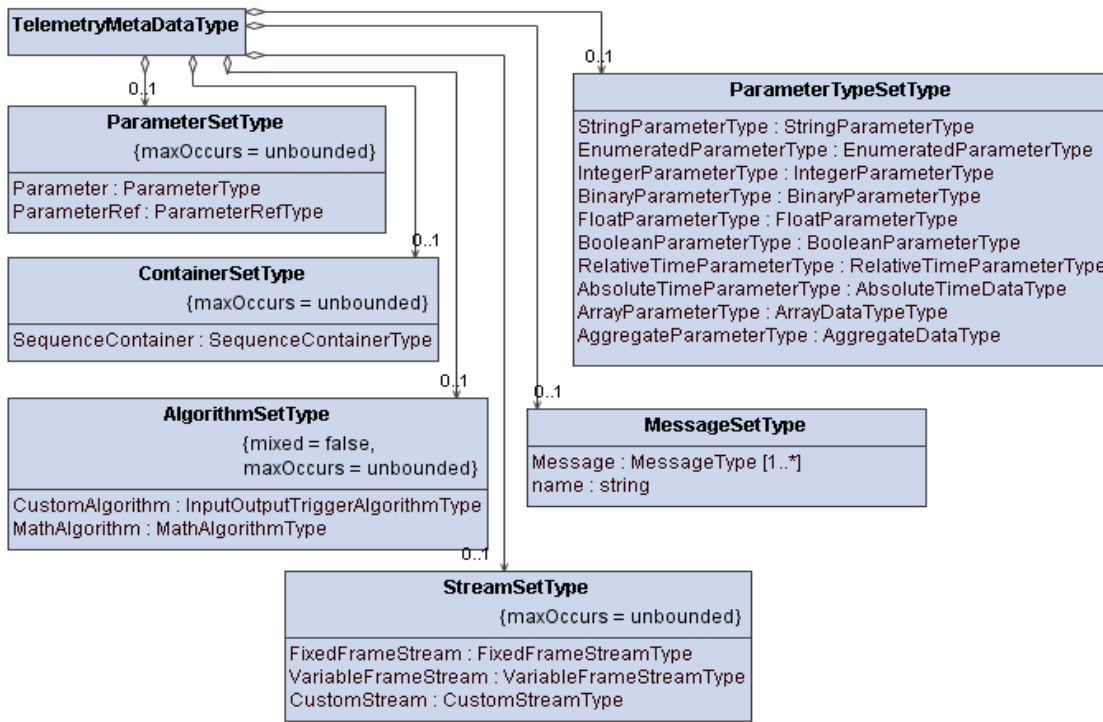 TelemetryMetaDataType
0..1
ParameterSetType
{maxOccurs = unbounded}
Parameter : ParameterType
ParameterRef : ParameterRefType
0..1
ContainerSetType
{maxOccurs = unbounded}
SequenceContainer : SequenceContainerType
0..1
AlgorithmSetType
{mixed = false,
maxOccurs = unbounded}
CustomAlgorithm : InputOutputTriggerAlgorithmType
MathAlgorithm : MathAlgorithmType
0..1
StreamSetType
{maxOccurs = unbounded}
FixedFrameStream : FixedFrameStreamType
VariableFrameStream : VariableFrameStreamType
CustomStream : CustomStreamType
0..1
MessageSetType
Message : MessageType [1..*]
name : string
0..1
ParameterTypeSetType
StringParameterType : StringParameterType
EnumeratedParameterType : EnumeratedParameterType
IntegerParameterType : IntegerParameterType
BinaryParameterType : BinaryParameterType
FloatParameterType : FloatParameterType
BooleanParameterType : BooleanParameterType
RelativeTimeParameterType : RelativeTimeParameterType
AbsoluteTimeParameterType : AbsoluteTimeDataType
ArrayParameterType : ArrayDataTypeType
AggregateParameterType : AggregateDataType